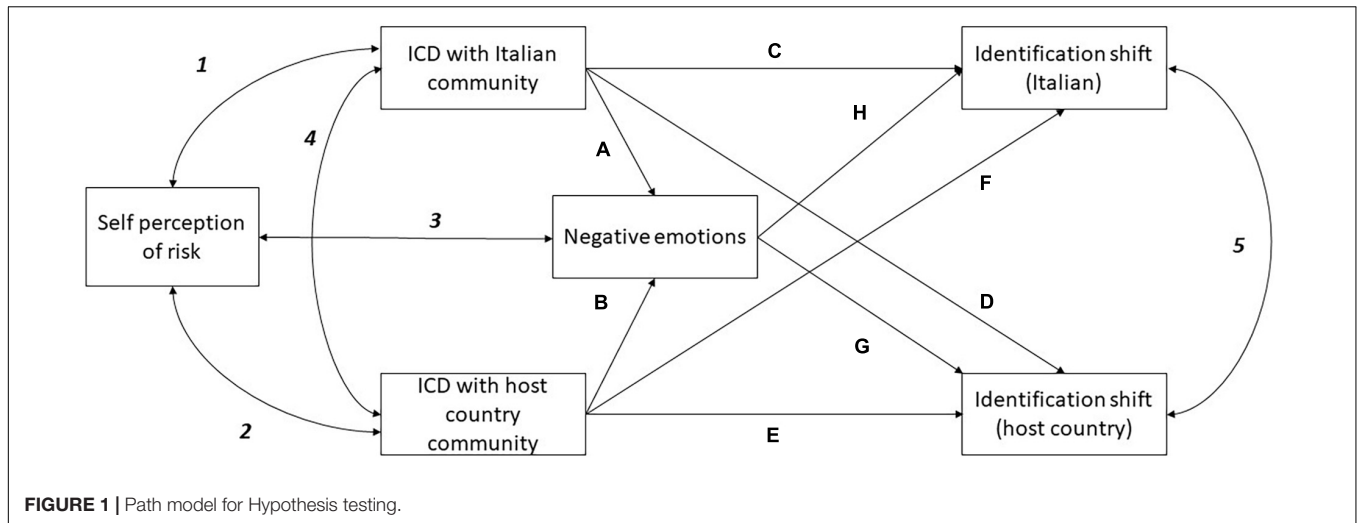 1
ICD with Italian
community
C
Identification shift
(Italian)
H
4
A
F
Self perception
of risk
3
Negative emotions
5
B
D
G
2
ICD with host
country
community
E
Identification shift
(host country)
FIGURE 1 | Path model for Hypothesis testing.